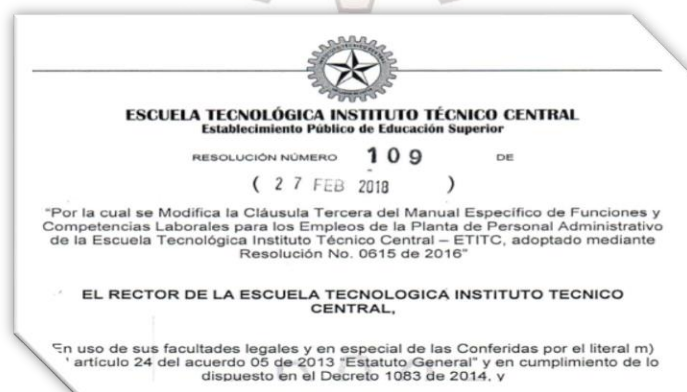 ESCUELA TECNOLÓGICA INSTITUTO TÉCNICO CENTRAL
Establecimiento Público de Educación Superior
RESOLUCIÓN NÚMERO 109 DE
( 27 FEB 2018 )
"Por la cual se Modifica la Cláusula Tercera del Manual Específico de Funciones y
Competencias Laborales para los Empleos de la Planta de Personal Administrativo
de la Escuela Tecnológica Instituto Técnico Central – ETITC, adoptado mediante
Resolución No. 0615 de 2016"
EL RECTOR DE LA ESCUELA TECNOLOGICA INSTITUTO TECNICO
CENTRAL,
En uso de sus facultades legales y en especial de las Conferidas por el literal m)
artículo 24 del acuerdo 05 de 2013 "Estatuto General" y en cumplimiento de lo
dispuesto en el Decreto 1083 de 2014, y